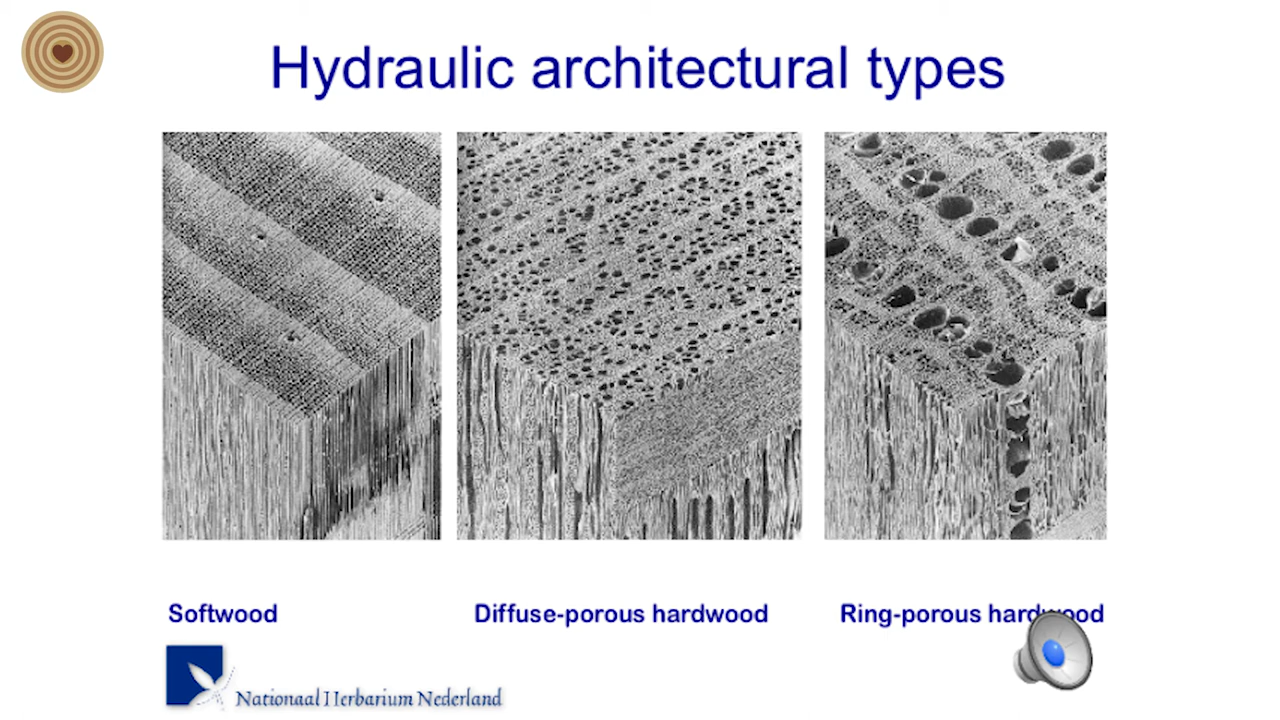 Hydraulic architectural types
Softwood
Diffuse-porous hardwood
Ring-porous hardwood
Nationaal Herbarium Nederland